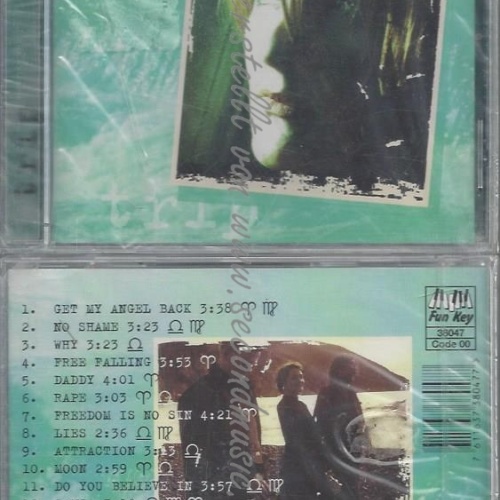 1. GET MY ANGEL BACK 3:38 ♈ ♍
2. NO SHAME 3:23 ♎ ♍
3. WHY 3:23 ♎
4. FREE FALLING 3:53 ♈
5. DADDY 4:01 ♈
6. RAPE 3:03 ♈ ♎
7. FREEDOM IS NO SIN 4:21 ♈
8. LIES 2:36 ♎ ♍
9. ATTRACTION 3:23 ♎
10. MOON 2:59 ♈ ♎
11. DO YOU BELIEVE IN 3:57 ♎ ♍
Fun Key
38047
Code 00